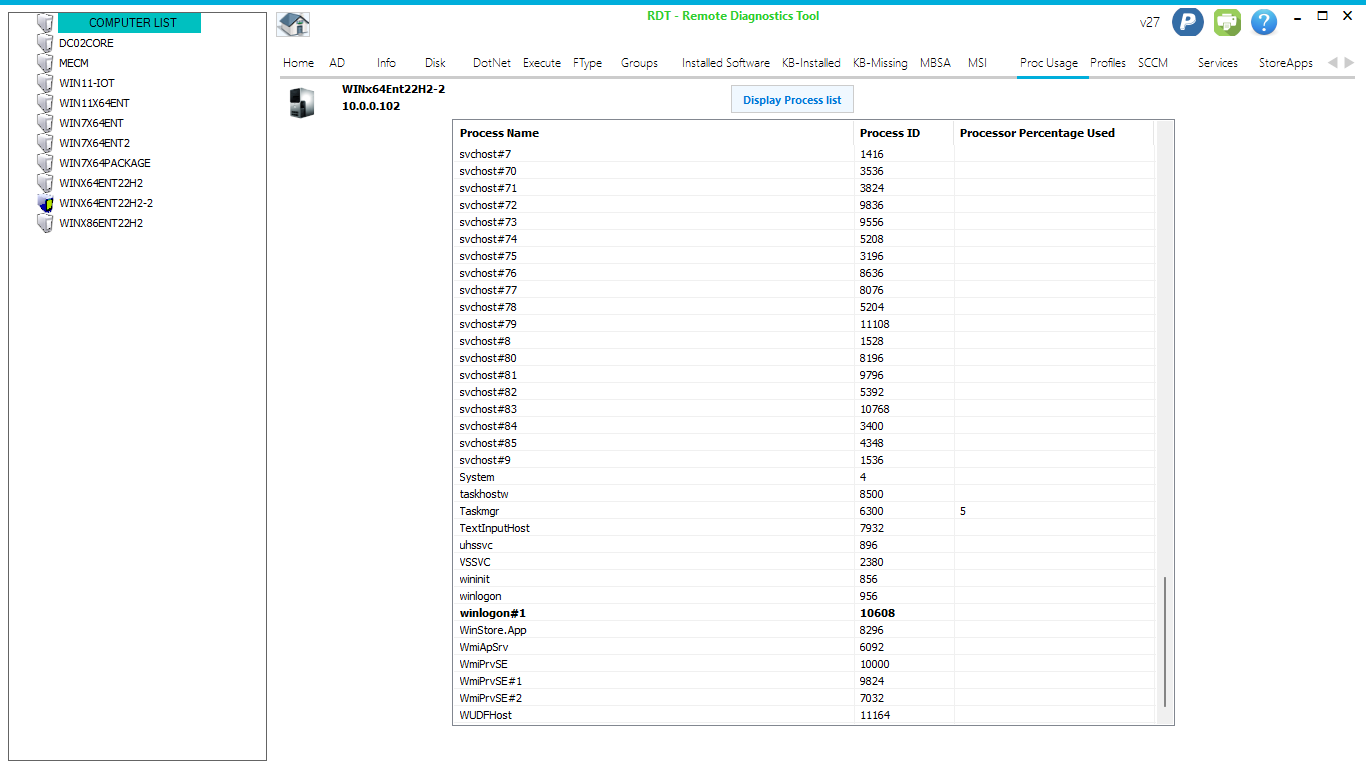 RDT - Remote Diagnostics Tool
v27
COMPUTER LIST
DC02CORE
MECM
WIN11-IOT
WIN11X64ENT
WIN7X64ENT
WIN7X64ENT2
WIN7X64PACKAGE
WINX64ENT22H2
WINX64ENT22H2-2
WINX86ENT22H2
Home AD Info Disk DotNet Execute FType Groups Installed Software KB-Installed KB-Missing MBSA MSI Proc Usage Profiles SCCM Services StoreApps
WINx64Ent22H2-2
10.0.0.102
Display Process list
Process Name Process ID Processor Percentage Used
svchost#7 1416
svchost#70 3536
svchost#71 3824
svchost#72 9836
svchost#73 9556
svchost#74 5208
svchost#75 3196
svchost#76 8636
svchost#77 8076
svchost#78 5204
svchost#79 11108
svchost#8 1528
svchost#80 8196
svchost#81 9796
svchost#82 5392
svchost#83 10768
svchost#84 3400
svchost#85 4348
svchost#9 1536
System 4
taskhostw 8500
Taskmgr 6300 5
TextInputHost 7932
uhssvc 896
VSSVC 2380
wininit 856
winlogon 956
winlogon#1 10608
WinStore.App 8296
WmiApSrv 6092
WmiPrvSE 10000
WmiPrvSE#1 9824
WmiPrvSE#2 7032
WUDFHost 11164